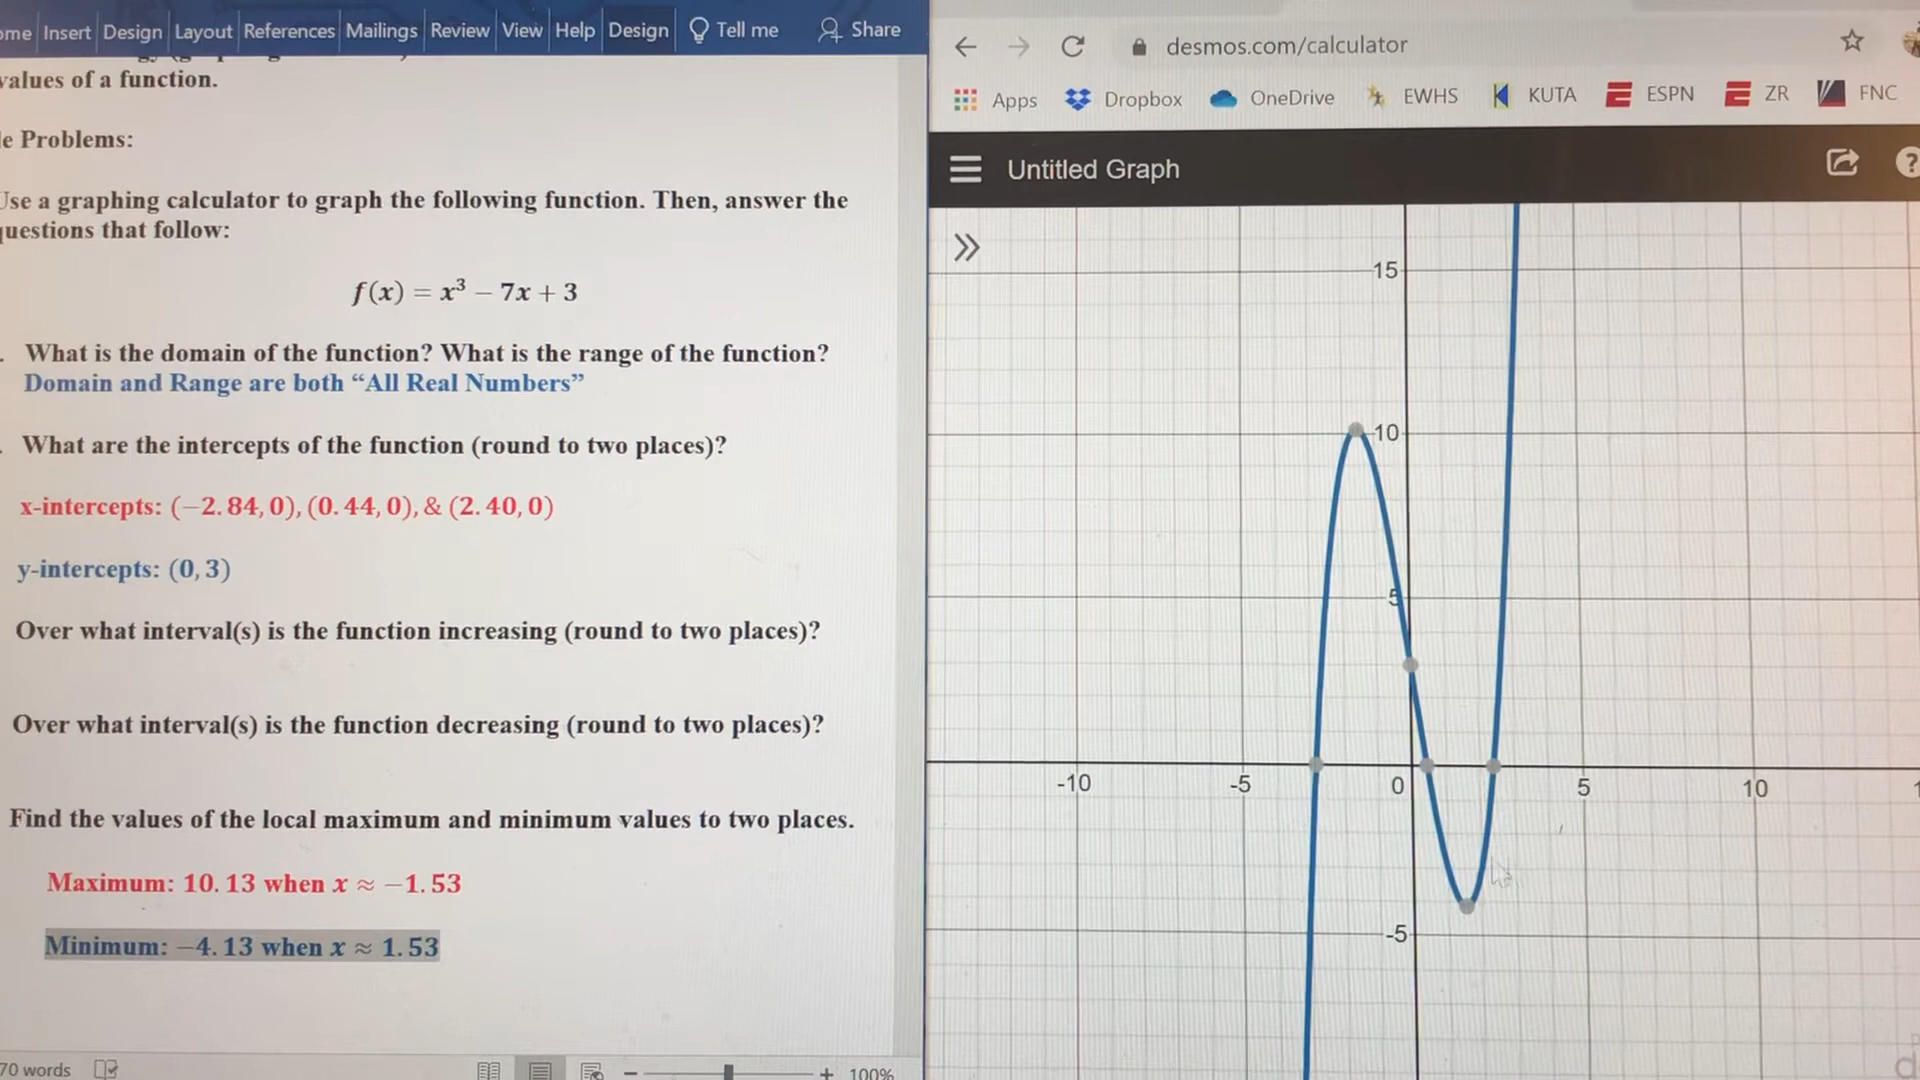 Insert Design Layout References Mailings Review View Help Design Tell me Share
values of a function.
Problems:
Use a graphing calculator to graph the following function. Then, answer the
questions that follow:
f(x) = x³ − 7x + 3
What is the domain of the function? What is the range of the function?
Domain and Range are both “All Real Numbers”
What are the intercepts of the function (round to two places)?
x-intercepts: (−2.84, 0), (0.44, 0), & (2.40, 0)
y-intercepts: (0, 3)
Over what interval(s) is the function increasing (round to two places)?
Over what interval(s) is the function decreasing (round to two places)?
Find the values of the local maximum and minimum values to two places.
Maximum: 10.13 when x ≈ −1.53
Minimum: −4.13 when x ≈ 1.53
70 words
100%
desmos.com/calculator
Apps Dropbox OneDrive EWHS KUTA ESPN ZR FNC
Untitled Graph
15
10
5
-10 -5 0 5 10
-5